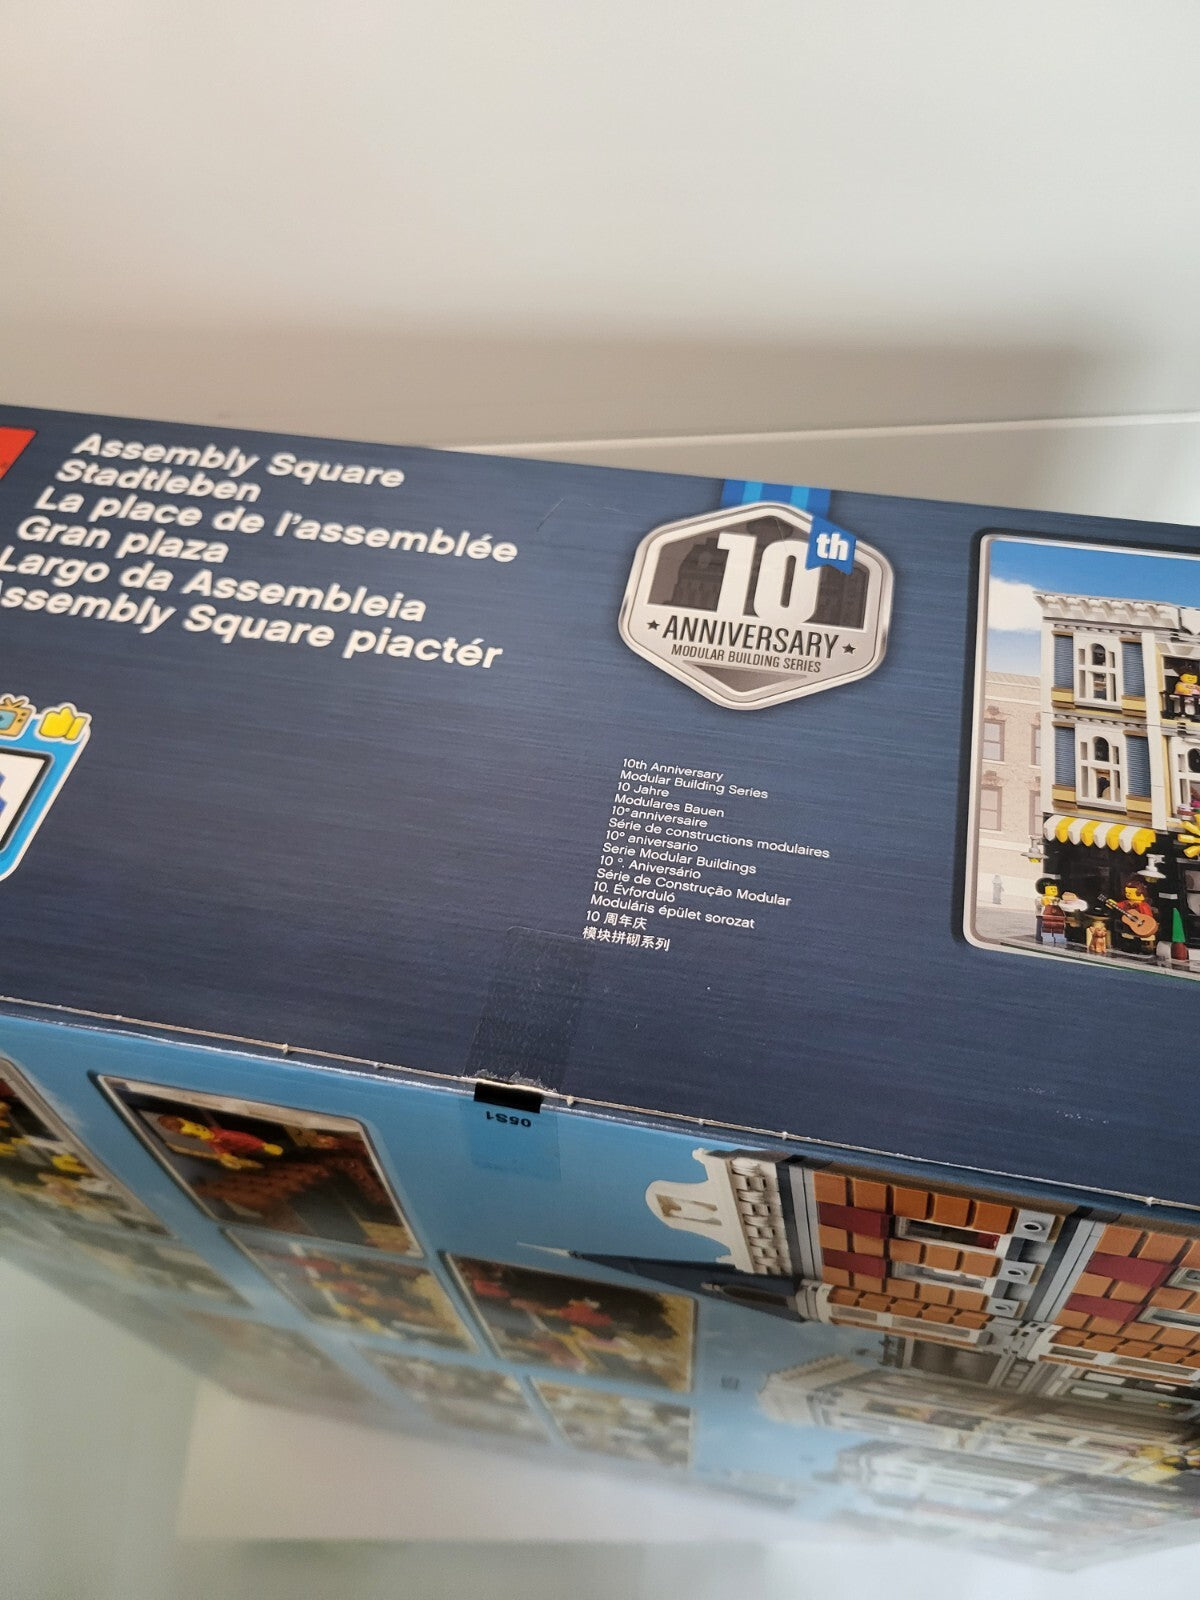 Assembly Square
Stadtleben
La place de l'assemblée
Gran plaza
Largo da Assembleia
Assembly Square piactér
10th
ANNIVERSARY
MODULAR BUILDING SERIES
10th Anniversary
Modular Building Series
10 Jahre
Modulares Bauen
10e anniversaire
Série de constructions modulaires
10° aniversario
Serie Modular Buildings
10 °. Aniversário
Série de Construção Modular
10. Évforduló
Moduláris épület sorozat
10 周年庆
模块拼砌系列
05S1